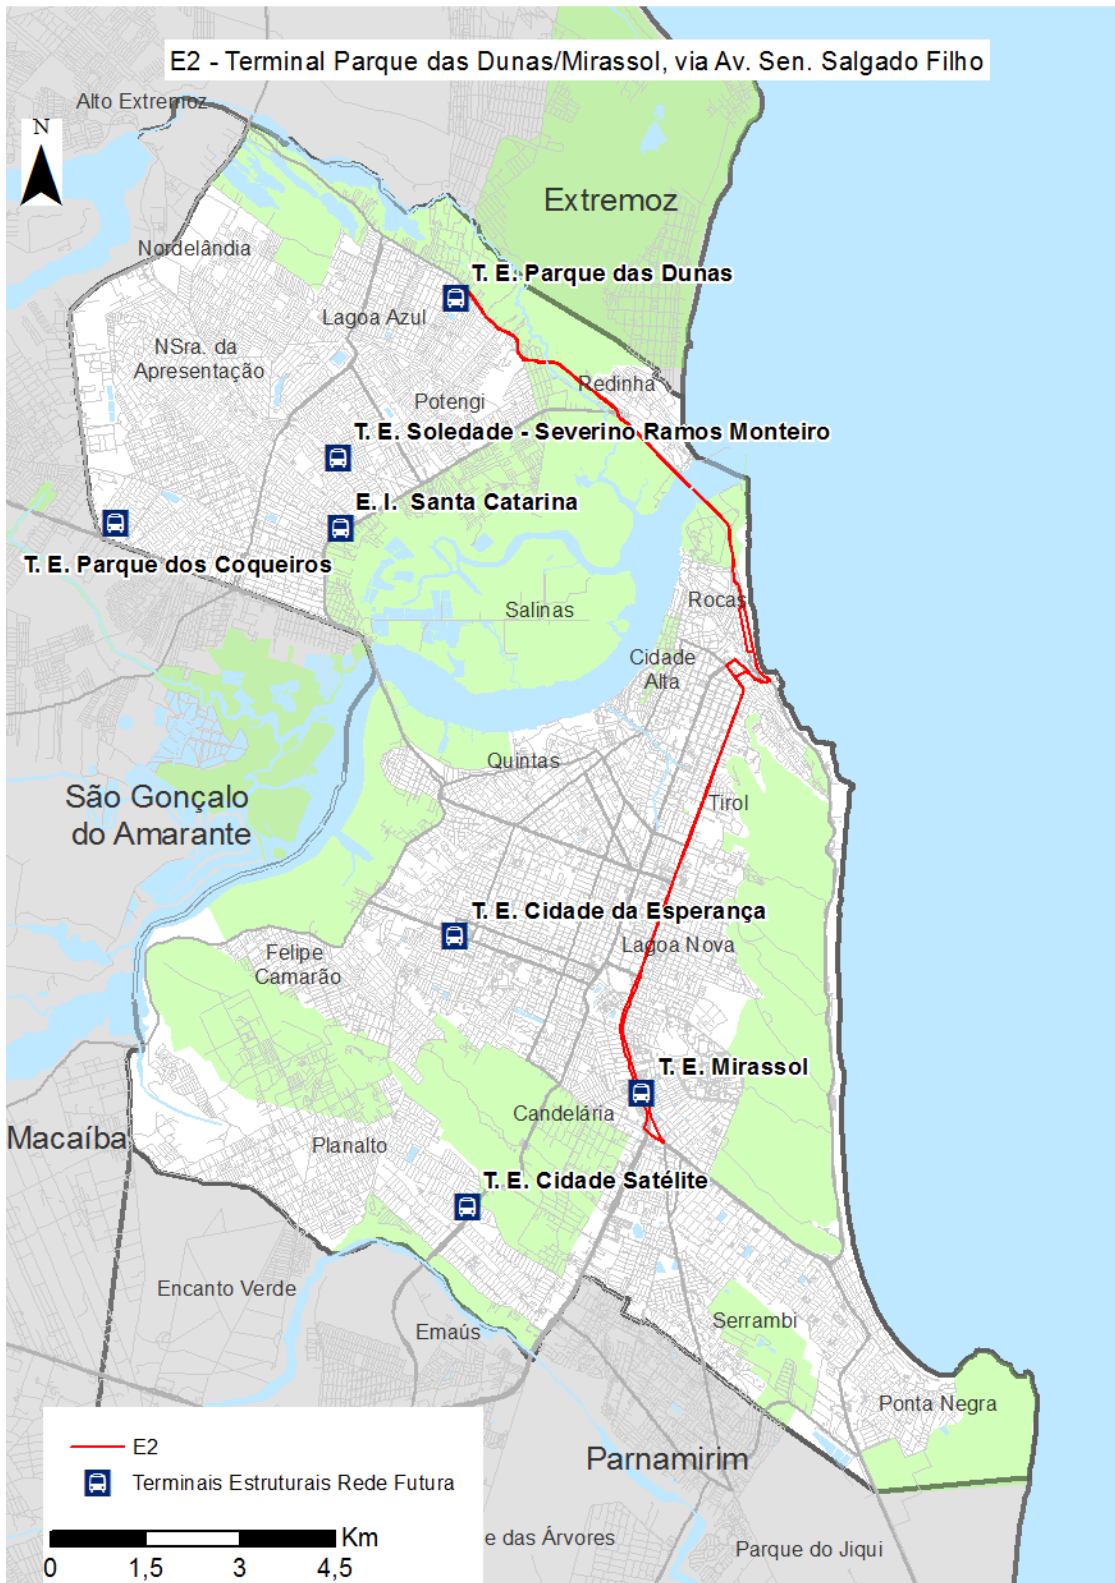 E2 - Terminal Parque das Dunas/Mirassol, via Av. Sen. Salgado Filho
Alto Extremoz
N
Extremoz
Nordelândia
T. E. Parque das Dunas
Lagoa Azul
NSra. da
Apresentação
Redinha
Potengi
T. E. Soledade - Severino Ramos Monteiro
E. I. Santa Catarina
T. E. Parque dos Coqueiros
Salinas
Rocas
Cidade
Alta
Quintas
São Gonçalo
do Amarante
Tirol
T. E. Cidade da Esperança
Lagoa Nova
Felipe
Camarão
T. E. Mirassol
Candelária
Macaíba
Planalto
T. E. Cidade Satélite
Encanto Verde
Emaús
Serrambi
Ponta Negra
Parnamirim
E2
Terminais Estruturais Rede Futura
Km
0 1,5 3 4,5
e das Árvores
Parque do Jiqui